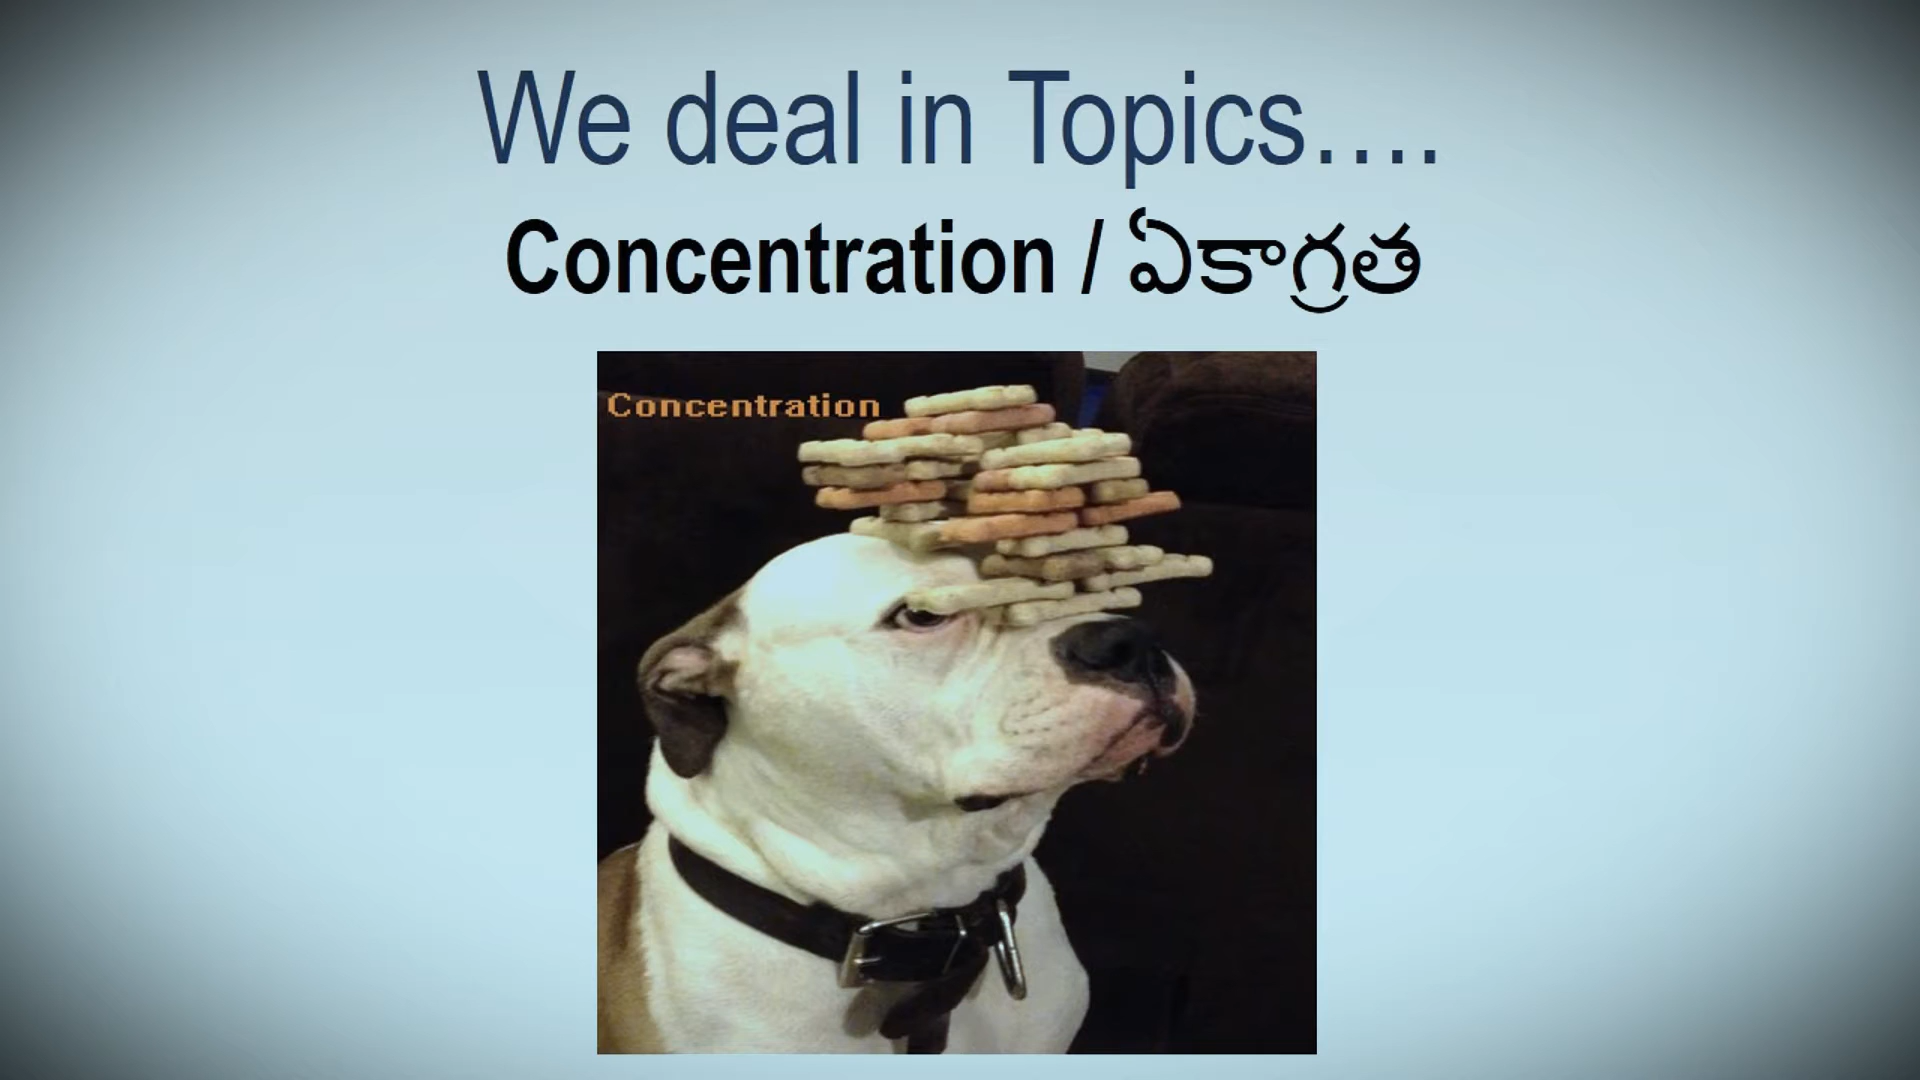 We deal in Topics….
Concentration / ఏకాగ్రత
Concentration